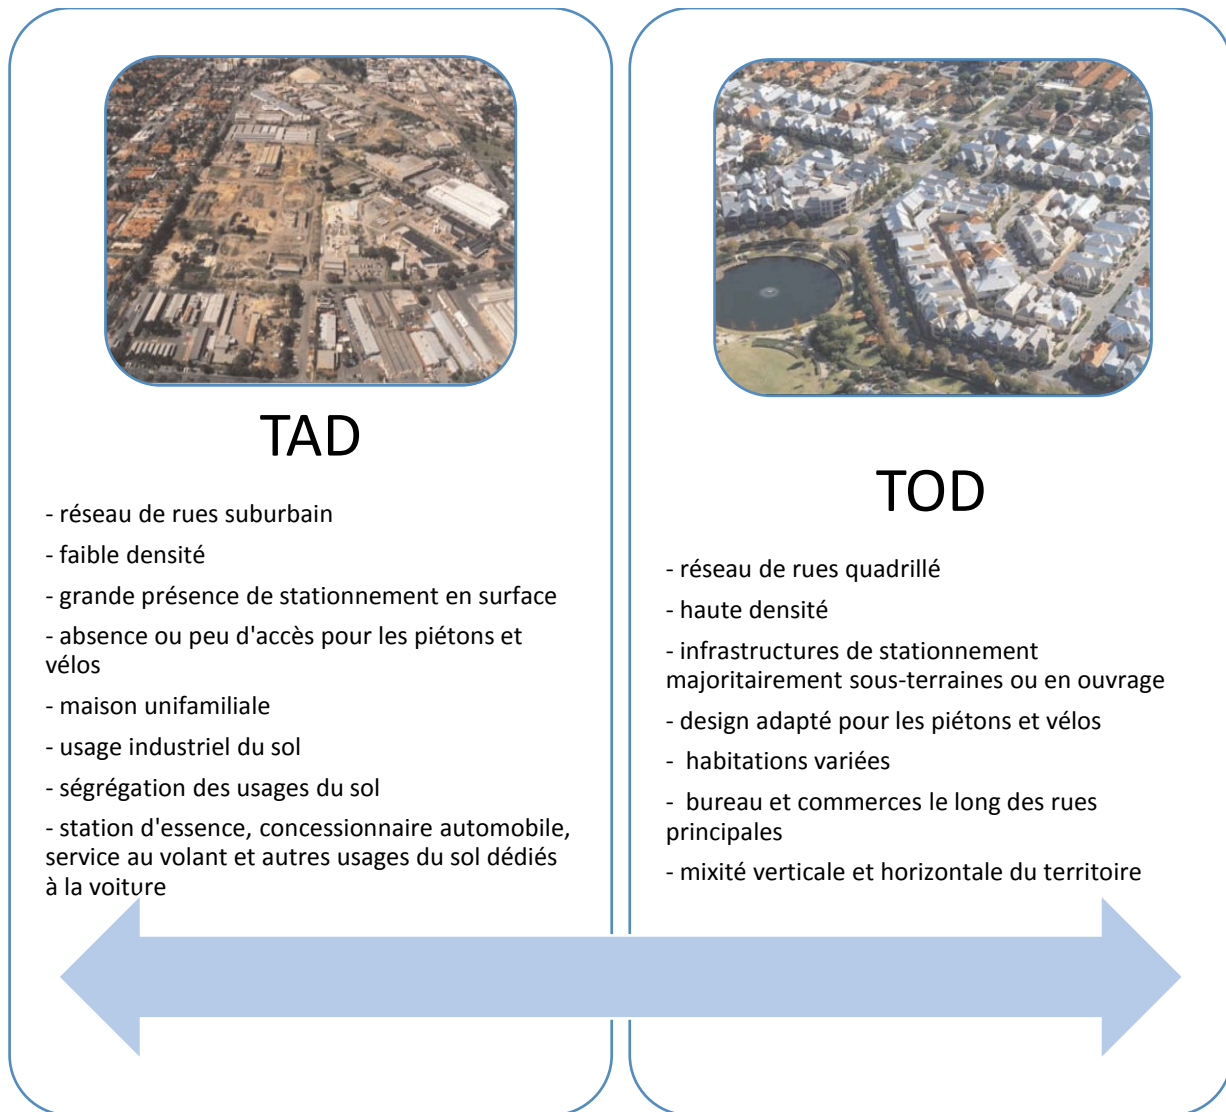 TAD
- réseau de rues suburbain
- faible densité
- grande présence de stationnement en surface
- absence ou peu d'accès pour les piétons et
vélos
- maison unifamiliale
- usage industriel du sol
- ségrégation des usages du sol
- station d'essence, concessionnaire automobile,
service au volant et autres usages du sol dédiés
à la voiture
TOD
- réseau de rues quadrillé
- haute densité
- infrastructures de stationnement
majoritairement sous-terraines ou en ouvrage
- design adapté pour les piétons et vélos
-  habitations variées
-  bureau et commerces le long des rues
principales
- mixité verticale et horizontale du territoire